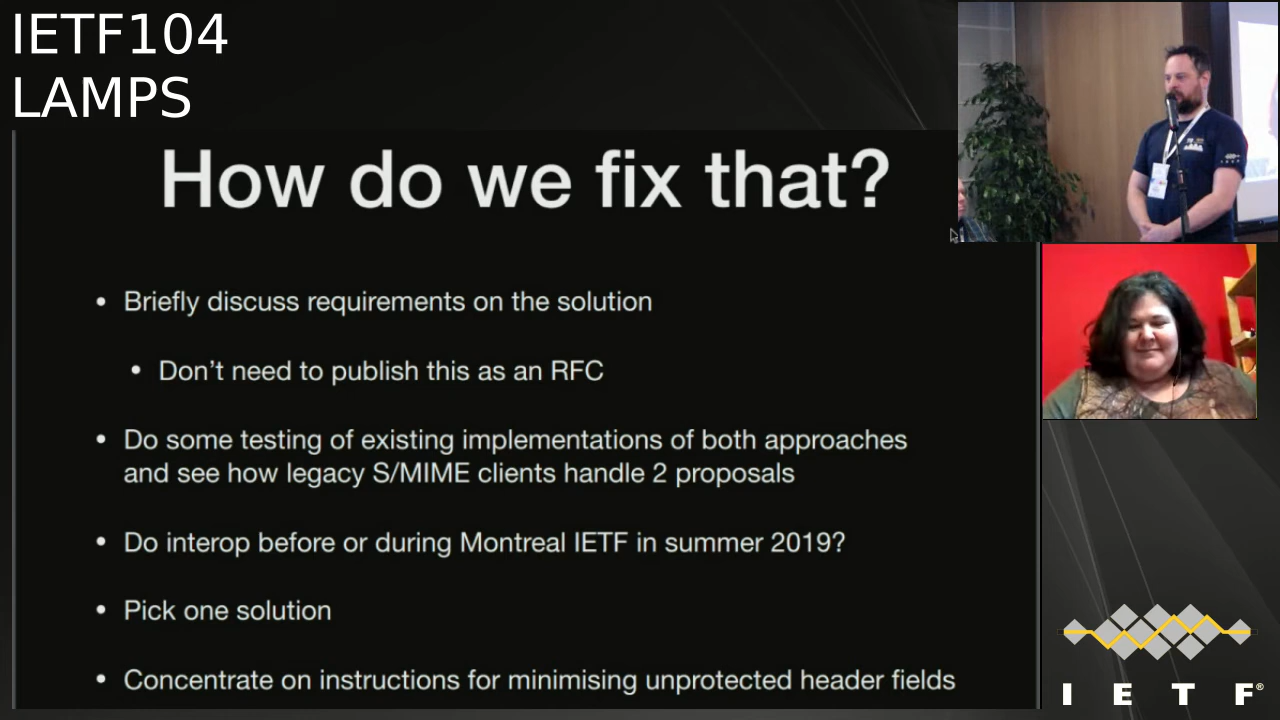 IETF104
LAMPS
How do we fix that?
• Briefly discuss requirements on the solution
• Don’t need to publish this as an RFC
• Do some testing of existing implementations of both approaches
and see how legacy S/MIME clients handle 2 proposals
• Do interop before or during Montreal IETF in summer 2019?
• Pick one solution
• Concentrate on instructions for minimising unprotected header fields
I E T F®